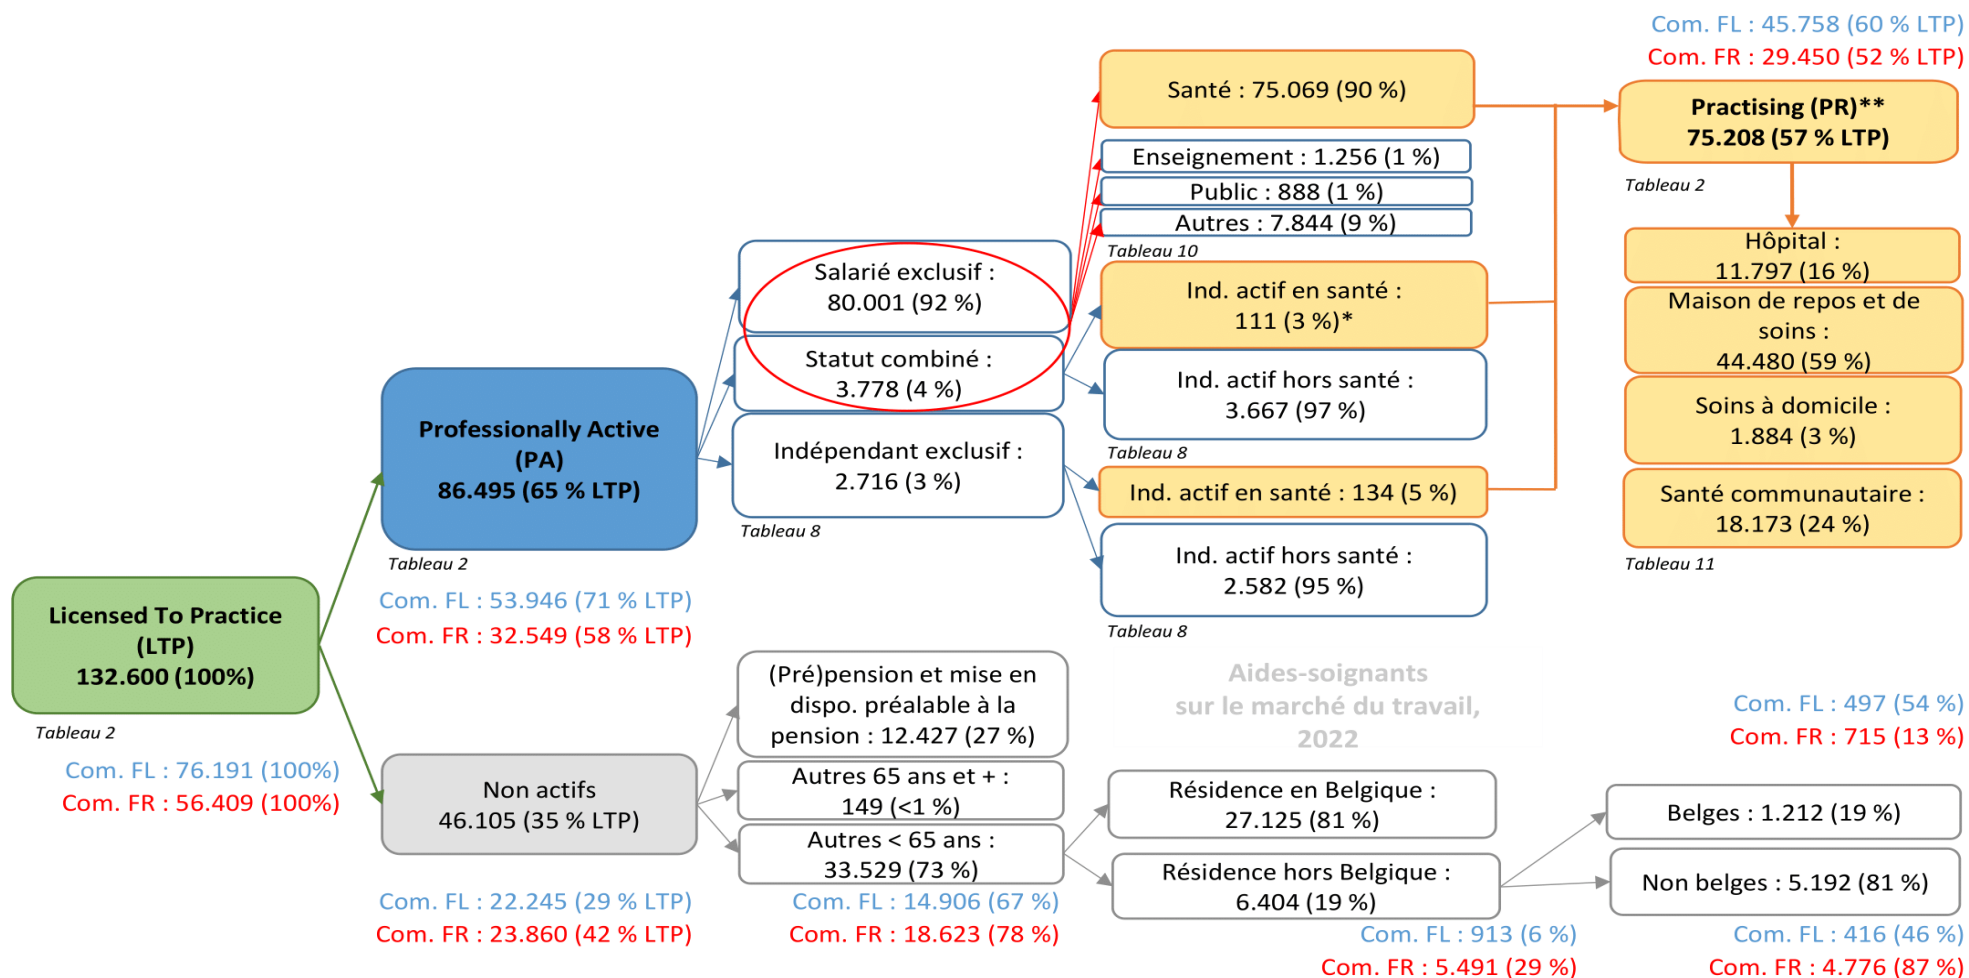 Com. FL : 45.758 (60 % LTP)
Com. FR : 29.450 (52 % LTP)
Santé : 75.069 (90 %)
Practising (PR)**
75.208 (57 % LTP)
Tableau 2
Enseignement : 1.256 (1 %)
Public : 888 (1 %)
Autres : 7.844 (9 %)
Tableau 10
Hôpital :
11.797 (16 %)
Maison de repos et de
soins :
44.480 (59 %)
Soins à domicile :
1.884 (3 %)
Santé communautaire :
18.173 (24 %)
Tableau 11
Salarié exclusif :
80.001 (92 %)
Statut combiné :
3.778 (4 %)
Indépendant exclusif :
2.716 (3 %)
Tableau 8
Ind. actif en santé :
111 (3 %)*
Ind. actif hors santé :
3.667 (97 %)
Tableau 8
Ind. actif en santé : 134 (5 %)
Ind. actif hors santé :
2.582 (95 %)
Tableau 8
Professionally Active
(PA)
86.495 (65 % LTP)
Tableau 2
Com. FL : 53.946 (71 % LTP)
Com. FR : 32.549 (58 % LTP)
Licensed To Practice
(LTP)
132.600 (100%)
Tableau 2
Com. FL : 76.191 (100%)
Com. FR : 56.409 (100%)
Non actifs
46.105 (35 % LTP)
Com. FL : 22.245 (29 % LTP)
Com. FR : 23.860 (42 % LTP)
(Pré)pension et mise en
dispo. préalable à la
pension : 12.427 (27 %)
Autres 65 ans et + :
149 (<1 %)
Autres < 65 ans :
33.529 (73 %)
Com. FL : 14.906 (67 %)
Com. FR : 18.623 (78 %)
Aides-soignants
sur le marché du travail,
2022
Résidence en Belgique :
27.125 (81 %)
Résidence hors Belgique :
6.404 (19 %)
Com. FL : 913 (6 %)
Com. FR : 5.491 (29 %)
Com. FL : 497 (54 %)
Com. FR : 715 (13 %)
Belges : 1.212 (19 %)
Non belges : 5.192 (81 %)
Com. FL : 416 (46 %)
Com. FR : 4.776 (87 %)